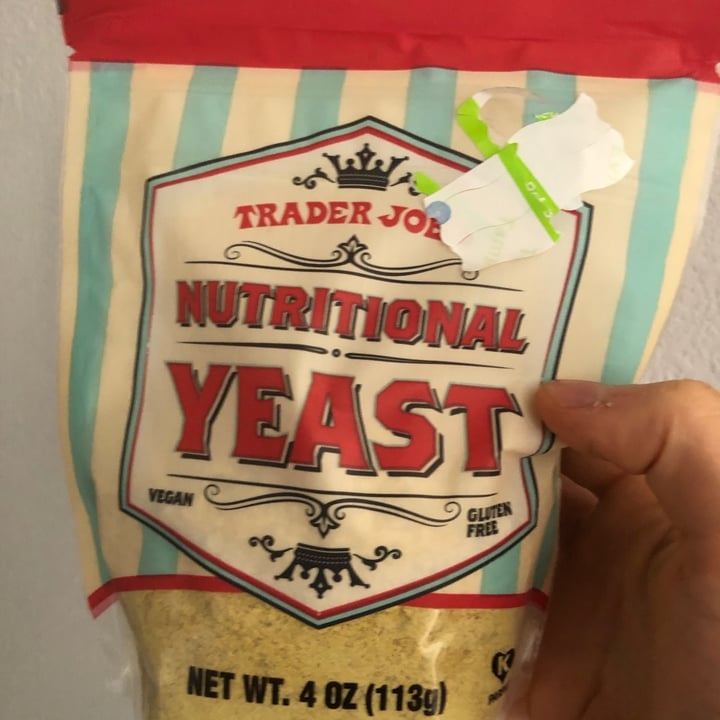 TRADER JOE
NUTRITIONAL
YEAST
VEGAN
GLUTEN
FREE
K
NET WT. 4 OZ (113g)